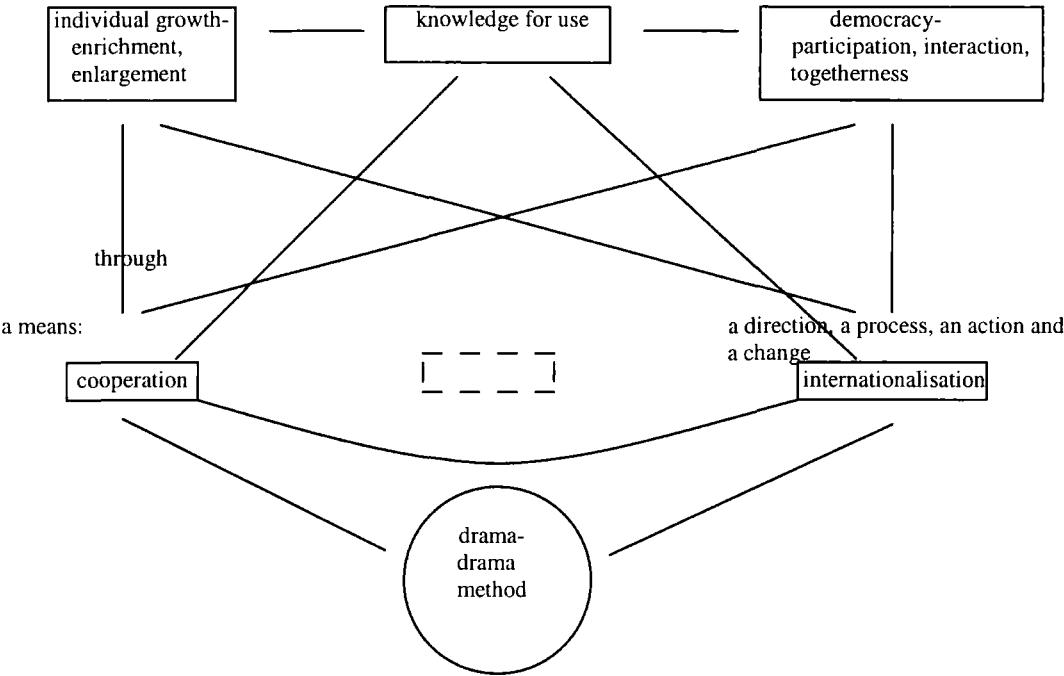 individual growth-
enrichment,
enlargement
knowledge for use
democracy-
participation, interaction,
togetherness
through
a means:
a direction, a process, an action and
a change
cooperation
internationalisation
drama-
drama
method